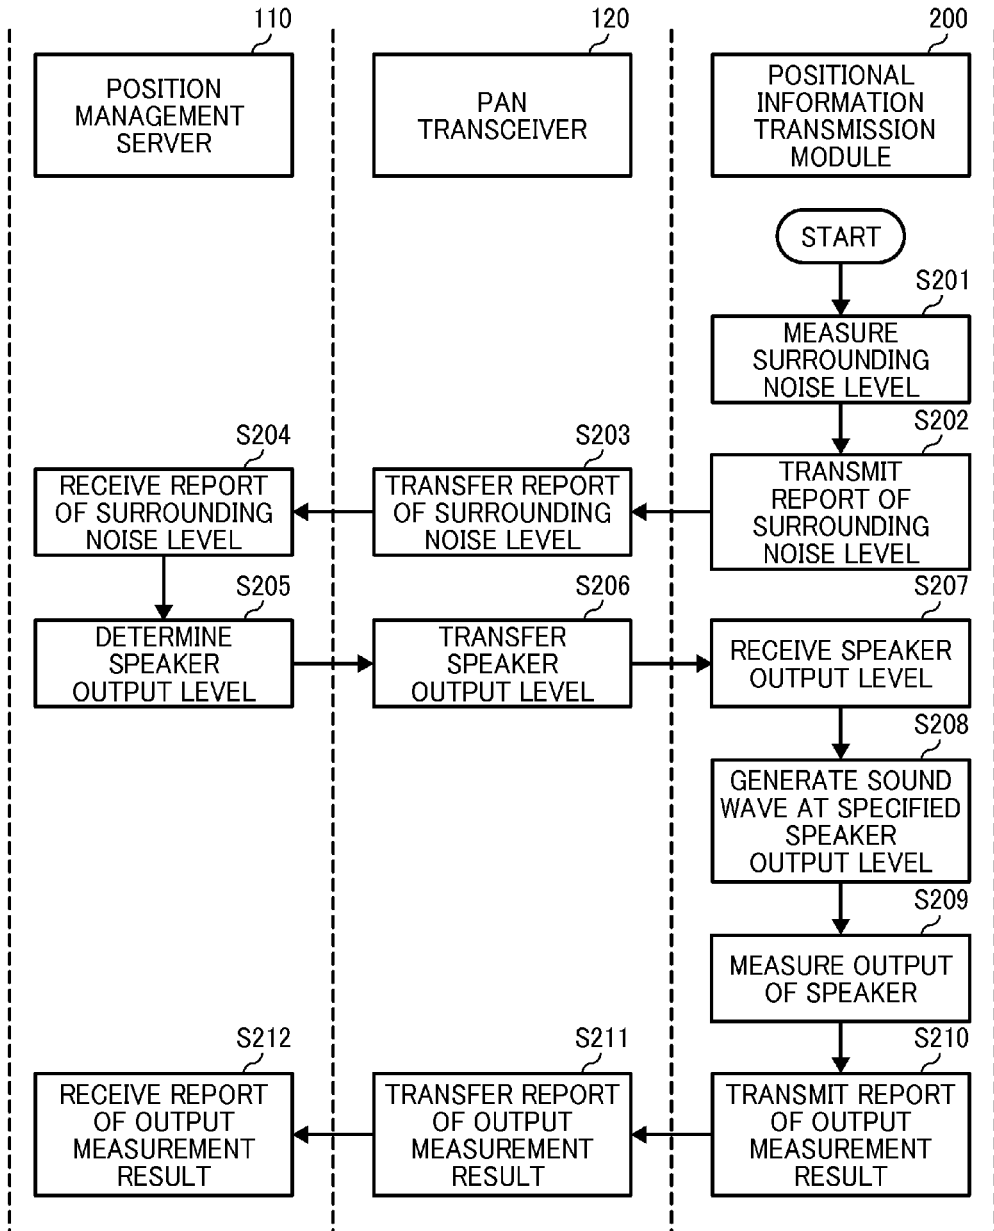 110
POSITION
MANAGEMENT
SERVER
120
PAN
TRANSCEIVER
200
POSITIONAL
INFORMATION
TRANSMISSION
MODULE
START
S201
MEASURE
SURROUNDING
NOISE LEVEL
S202
TRANSMIT
REPORT OF
SURROUNDING
NOISE LEVEL
S203
TRANSFER REPORT
OF SURROUNDING
NOISE LEVEL
S204
RECEIVE REPORT
OF SURROUNDING
NOISE LEVEL
S205
DETERMINE
SPEAKER
OUTPUT LEVEL
S206
TRANSFER
SPEAKER
OUTPUT LEVEL
S207
RECEIVE SPEAKER
OUTPUT LEVEL
S208
GENERATE SOUND
WAVE AT SPECIFIED
SPEAKER
OUTPUT LEVEL
S209
MEASURE OUTPUT
OF SPEAKER
S210
TRANSMIT REPORT
OF OUTPUT
MEASUREMENT
RESULT
S211
TRANSFER REPORT
OF OUTPUT
MEASUREMENT
RESULT
S212
RECEIVE REPORT
OF OUTPUT
MEASUREMENT
RESULT